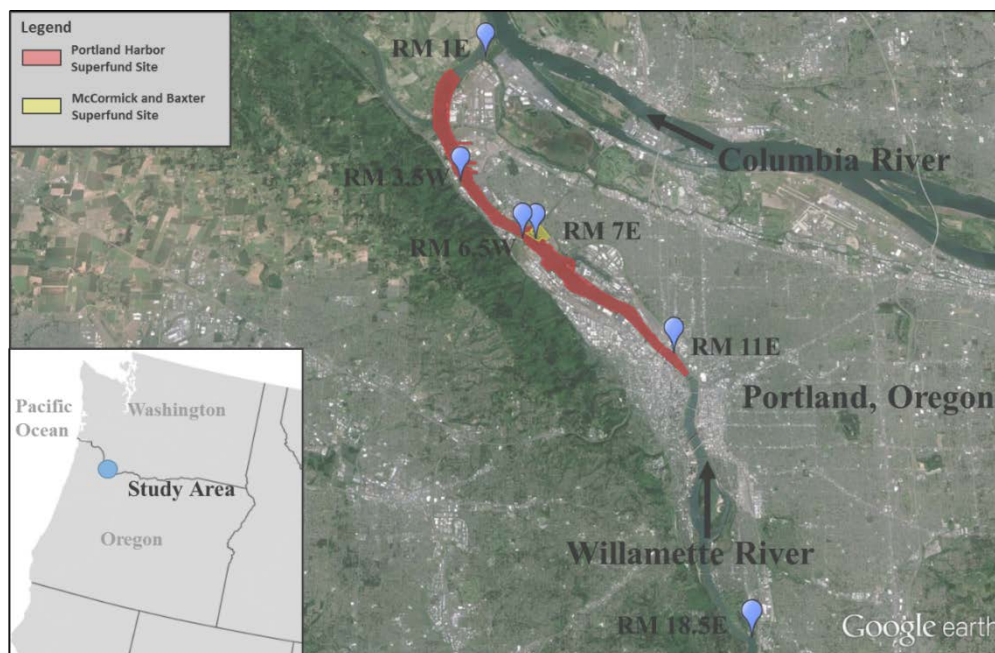 Legend
Portland Harbor
Superfund Site
McCormick and Baxter
Superfund Site
RM 1E
Columbia River
RM 3.5W
RM 6.5W
RM 7E
RM 11E
Portland, Oregon
Willamette River
RM 18.5E
Google earth
Pacific
Ocean
Washington
Study Area
Oregon